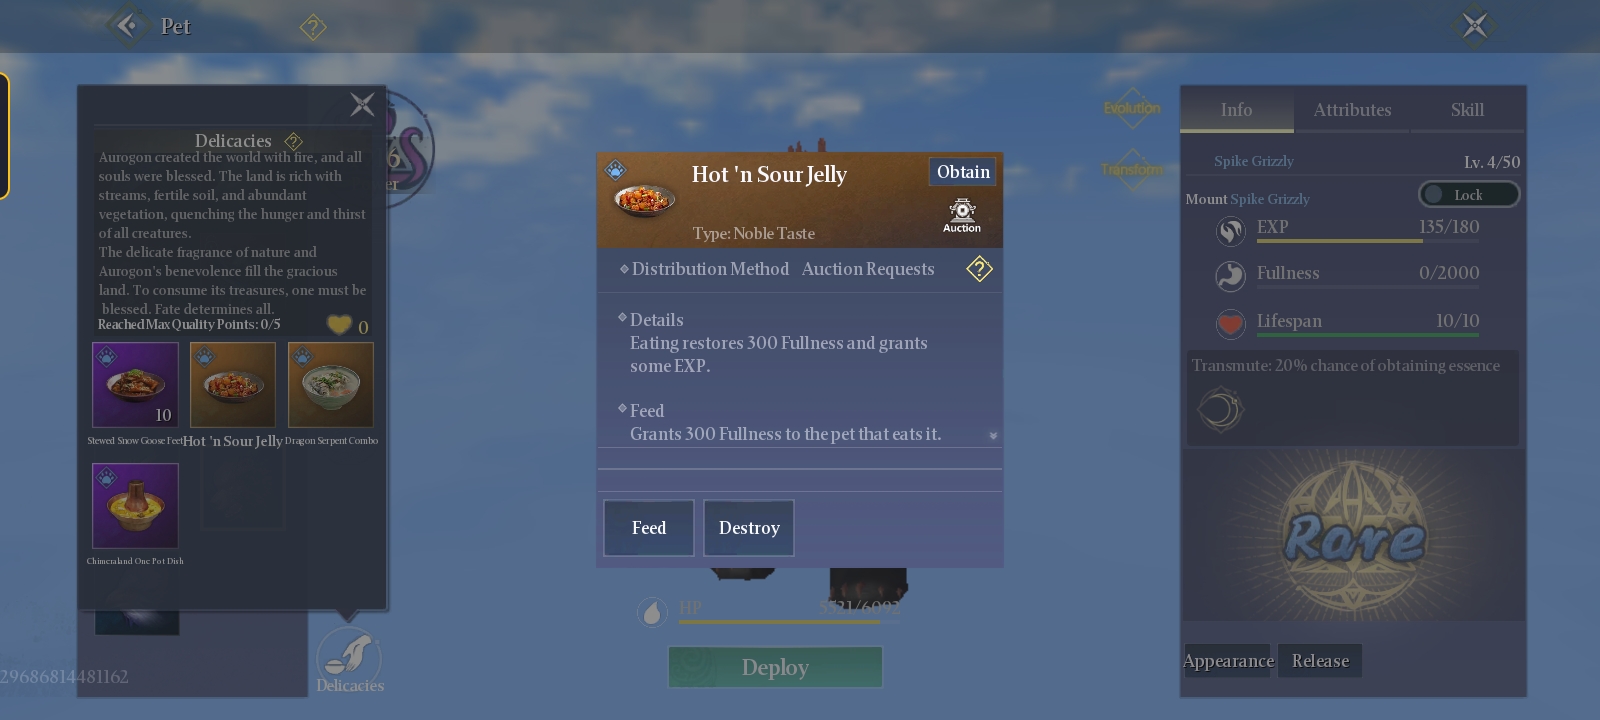 Pet
Delicacies
Aurogon created the world with fire, and all
souls were blessed. The land is rich with
streams, fertile soil, and abundant
vegetation, quenching the hunger and thirst
of all creatures.
The delicate fragrance of nature and
Aurogon's benevolence fill the gracious
land. To consume its treasures, one must be
blessed. Fate determines all.
Reached Max Quality Points: 0/5
0
10
Stewed Snow Goose Feet
Hot 'n Sour Jelly
Dragon Serpent Combo
Chimeraland One Pot Dish
Delicacies
29686814481162
Hot 'n Sour Jelly
Obtain
Type: Noble Taste
Auction
Distribution Method Auction Requests
Details
Eating restores 300 Fullness and grants
some EXP.
Feed
Grants 300 Fullness to the pet that eats it.
Feed
Destroy
HP 5521/6092
Deploy
Evolution
Transform
Info
Attributes
Skill
Spike Grizzly
Lv. 4/50
Mount Spike Grizzly
Lock
EXP 135/180
Fullness 0/2000
Lifespan 10/10
Transmute: 20% chance of obtaining essence
Rare
Appearance
Release